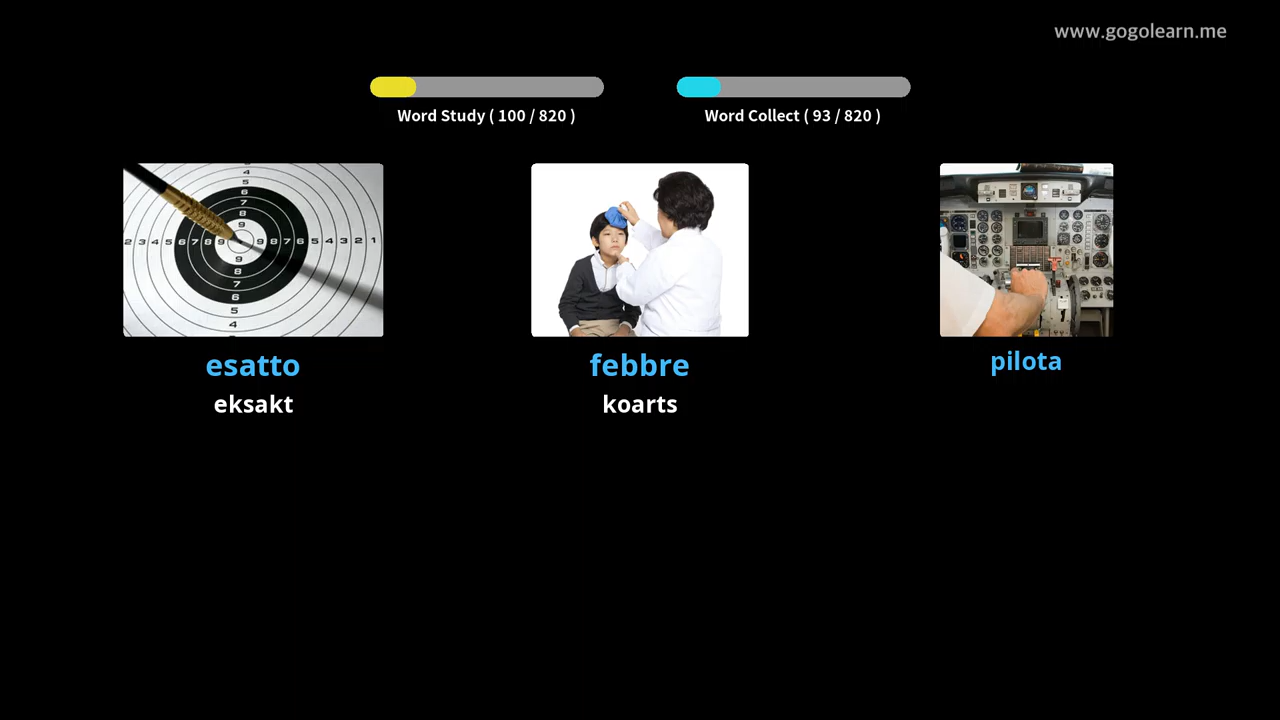 www.gogolearn.me
Word Study ( 100 / 820 )
Word Collect ( 93 / 820 )
esatto
febbre
pilota
eksakt
koarts